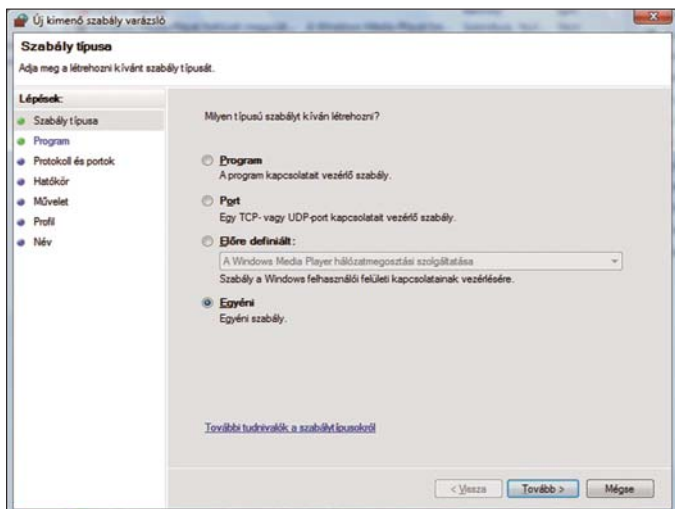 Új kimenő szabály varázsló
Szabály típusa
Adja meg a létrehozni kívánt szabály típusát.
Lépések:
Szabály típusa
Program
Protokoll és portok
Hatókör
Művelet
Profil
Név
Milyen típusú szabályt kíván létrehozni?
Program
A program kapcsolatait vezérlő szabály.
Port
Egy TCP- vagy UDP-port kapcsolatait vezérlő szabály.
Előre definiált:
A Windows Media Player hálózatmegosztási szolgáltatása
Szabály a Windows felhasználói felületi kapcsolatainak vezérlésére.
Egyéni
Egyéni szabály.
További tudnivalók a szabálytípusokról
< Vissza
Tovább >
Mégse